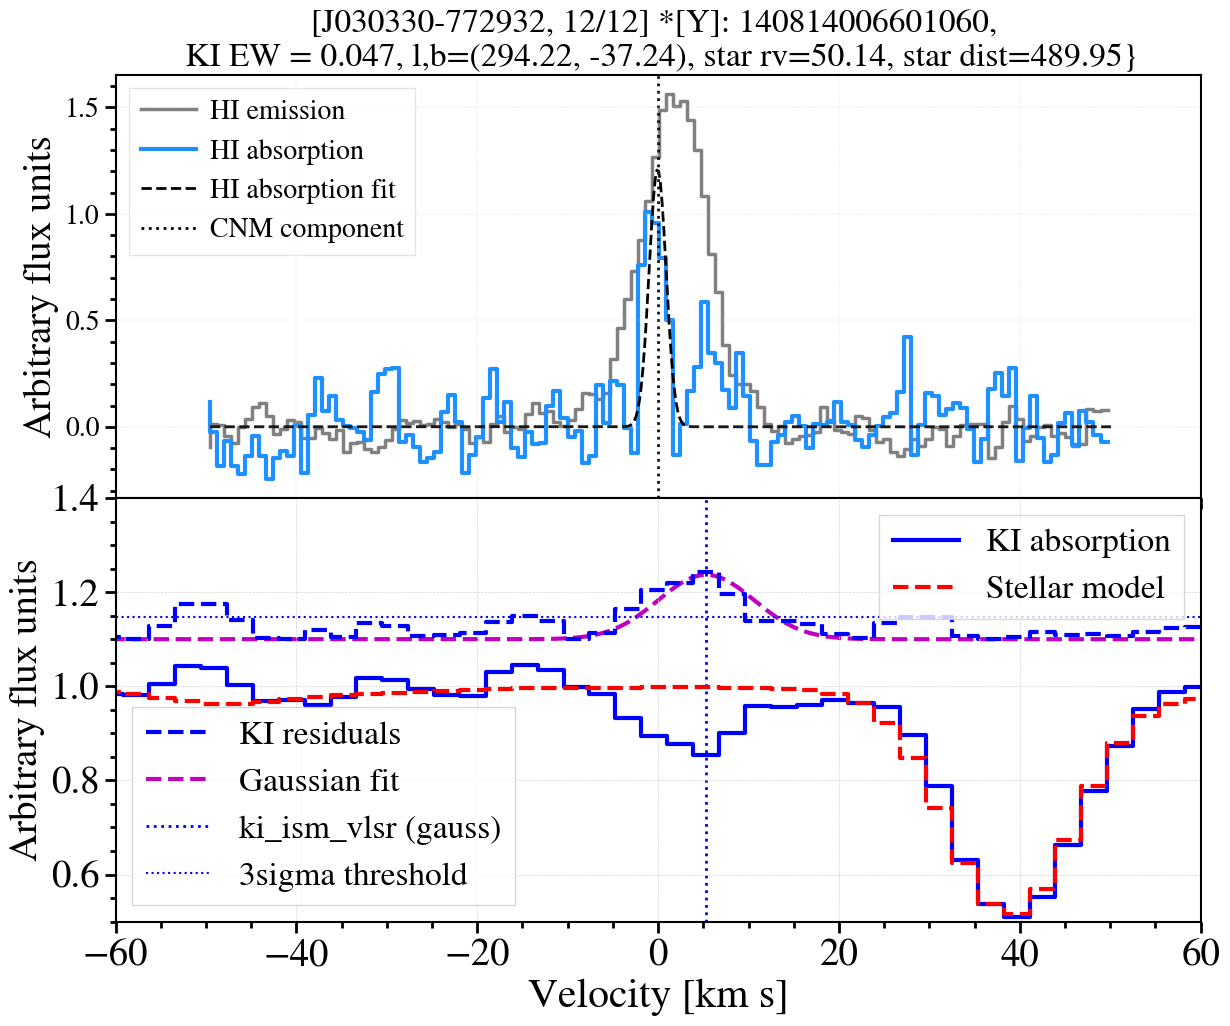 [J030330-772932, 12/12] *[Y]: 140814006601060,
KI EW = 0.047, l,b=(294.22, -37.24), star rv=50.14, star dist=489.95}
Arbitrary flux units
1.5
1.0
0.5
0.0
HI emission
HI absorption
HI absorption fit
CNM component
Arbitrary flux units
1.4
1.2
1.0
0.8
0.6
KI absorption
Stellar model
KI residuals
Gaussian fit
ki_ism_vlsr (gauss)
3sigma threshold
−60 −40 −20 0 20 40 60
Velocity [km s]